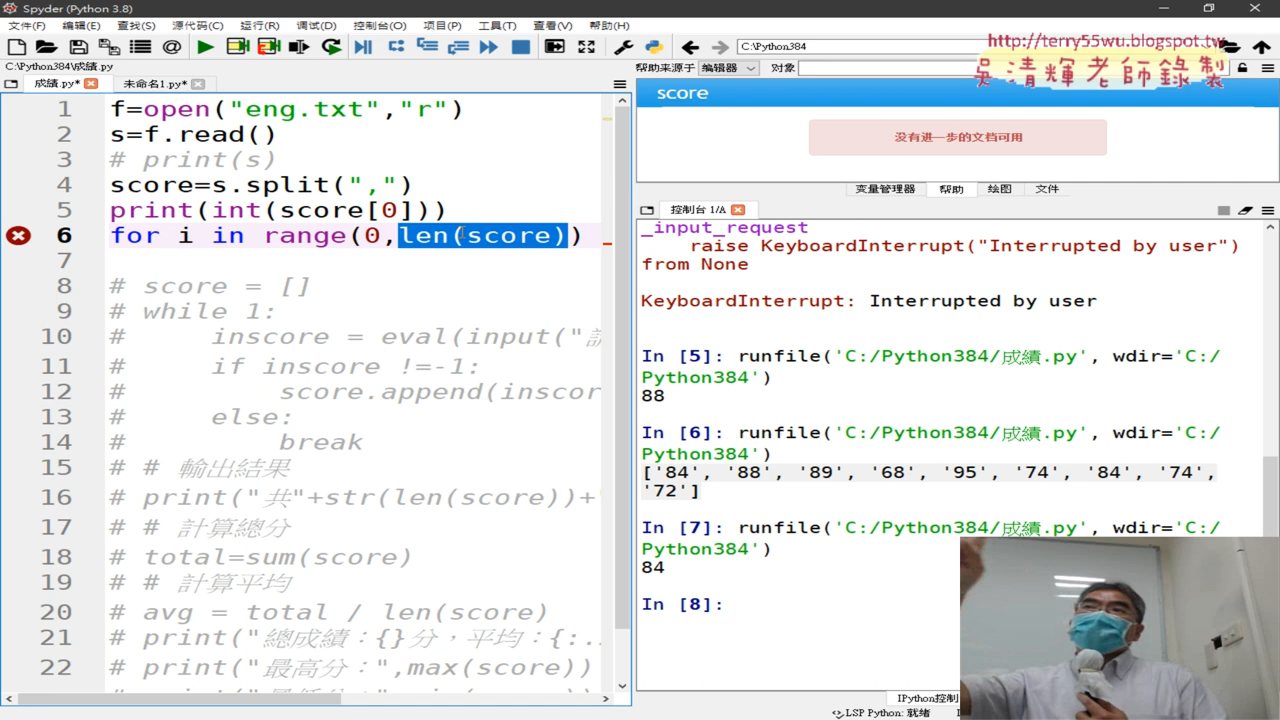 Spyder (Python 3.8)
文件(F) 编辑(E) 查找(S) 源代码(C) 运行(R) 调试(D) 控制台(O) 项目(P) 工具(T) 查看(V) 帮助(H)
C:\Python384
http://terry55wu.blogspot.tw
吳清輝老師錄製
C:\Python384\成績.py
成績.py* 未命名1.py*
1 f=open("eng.txt","r")
2 s=f.read()
3 # print(s)
4 score=s.split(",")
5 print(int(score[0]))
6 for i in range(0,len(score))
7
8 # score = []
9 # while 1:
10 #     inscore = eval(input("
11 #     if inscore !=-1:
12 #         score.append(inscor
13 #     else:
14 #         break
15 # # 輸出結果
16 # print("共"+str(len(score))+"
17 # # 計算總分
18 # total=sum(score)
19 # # 計算平均
20 # avg = total / len(score)
21 # print("總成績：{}分，平均：{:.
22 # print("最高分：",max(score))
帮助来源于 编辑器 对象
score
没有进一步的文档可用
变量管理器 帮助 绘图 文件
控制台 1/A
_input_request
raise KeyboardInterrupt("Interrupted by user")
from None
KeyboardInterrupt: Interrupted by user
In [5]: runfile('C:/Python384/成績.py', wdir='C:/
Python384')
88
In [6]: runfile('C:/Python384/成績.py', wdir='C:/
Python384')
['84', '88', '89', '68', '95', '74', '84', '74',
'72']
In [7]: runfile('C:/Python384/成績.py', wdir='C:/
Python384')
84
In [8]:
IPython控制
LSP Python: 就绪